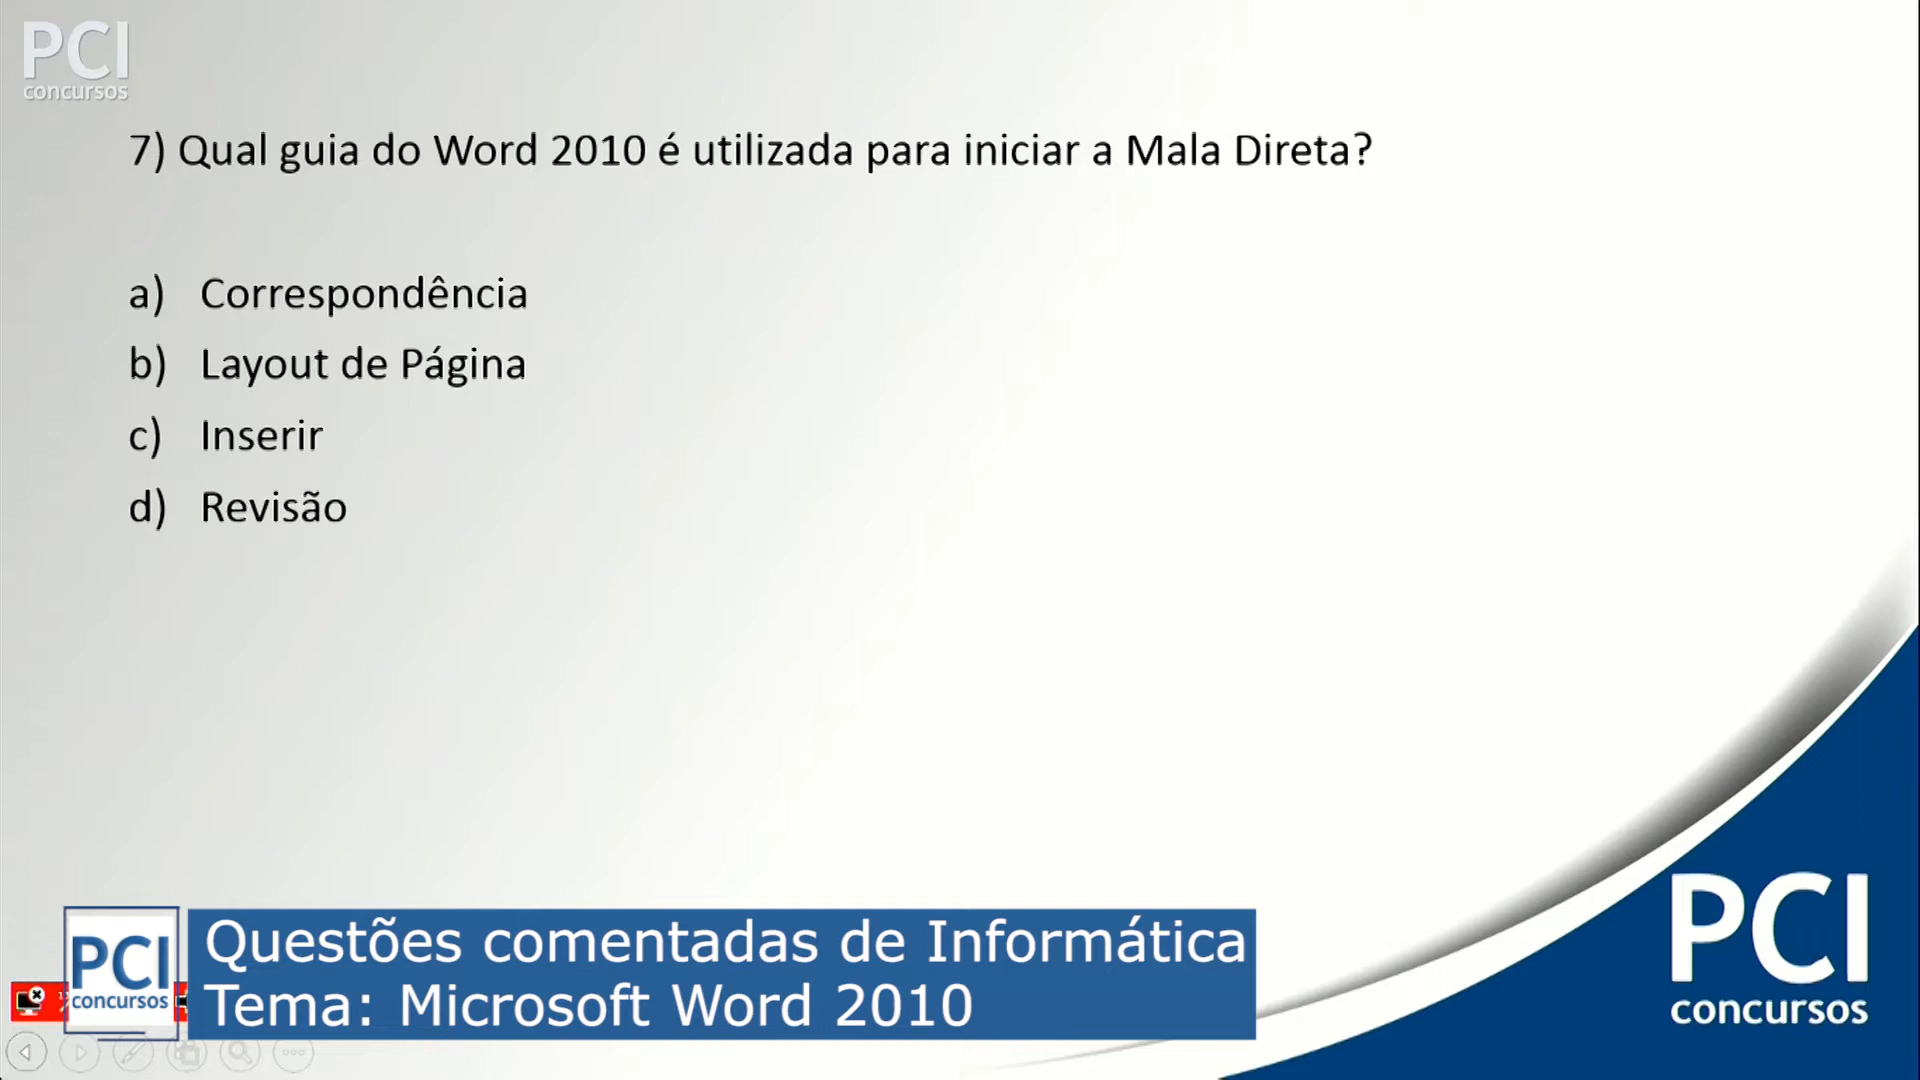 PCI
concursos
7) Qual guia do Word 2010 é utilizada para iniciar a Mala Direta?
a) Correspondência
b) Layout de Página
c) Inserir
d) Revisão
PCI
concursos
Questões comentadas de Informática
Tema: Microsoft Word 2010
PCI
concursos